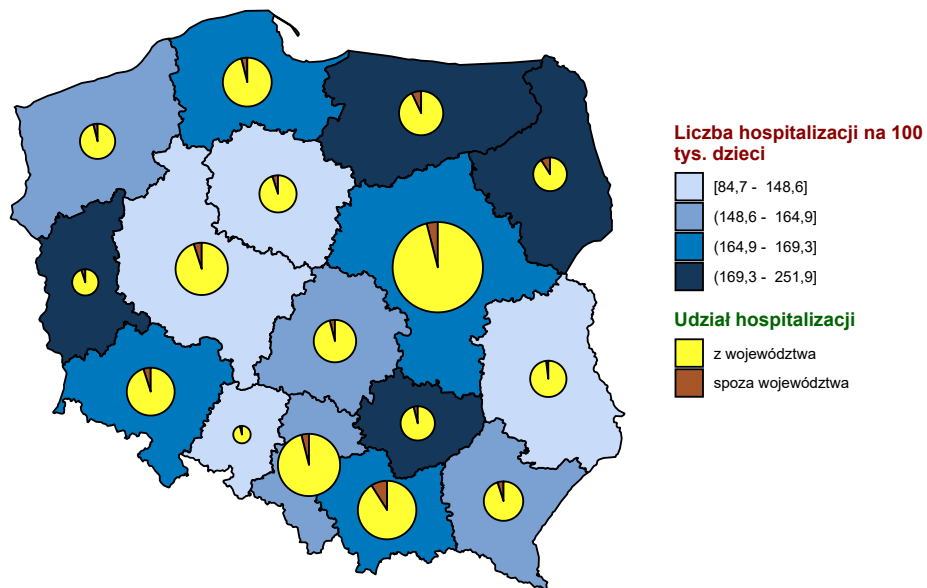 Liczba hospitalizacji na 100
tys. dzieci
[84,7 - 148,6]
(148,6 - 164,9]
(164,9 - 169,3]
(169,3 - 251,9]
Udział hospitalizacji
z województwa
spoza województwa